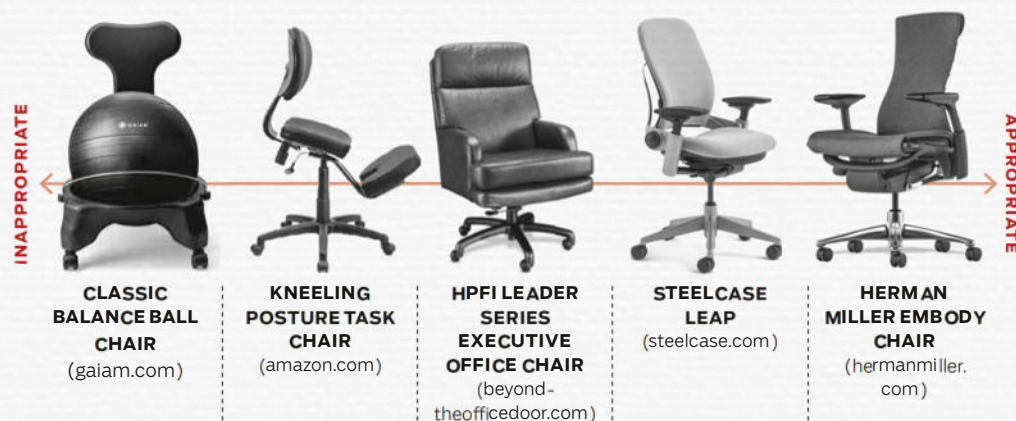 INAPPROPRIATE
APPROPRIATE
GAIAM
CLASSIC
BALANCE BALL
CHAIR
(gaiam.com)
KNEELING
POSTURE TASK
CHAIR
(amazon.com)
HPFI LEADER
SERIES
EXECUTIVE
OFFICE CHAIR
(beyond-
theofficedoor.com)
STEELCASE
LEAP
(steelcase.com)
HERMAN
MILLER EMBODY
CHAIR
(hermanmiller.
com)